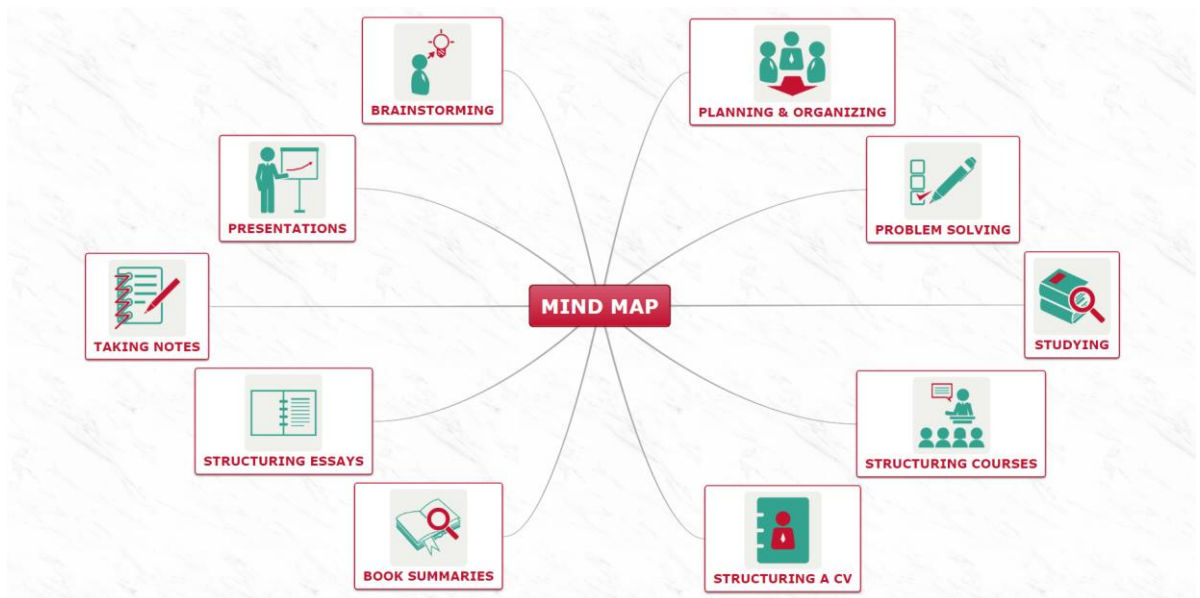 BRAINSTORMING
PLANNING & ORGANIZING
PRESENTATIONS
PROBLEM SOLVING
TAKING NOTES
MIND MAP
STUDYING
STRUCTURING ESSAYS
STRUCTURING COURSES
BOOK SUMMARIES
STRUCTURING A CV